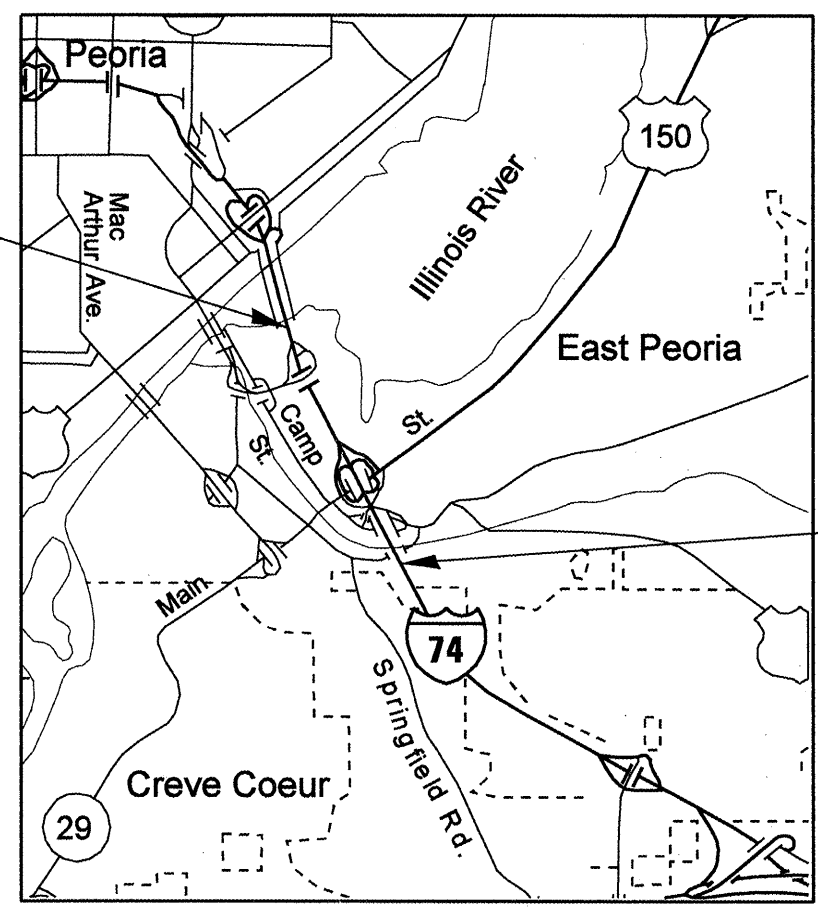 Peoria
150
Mac
Arthur Ave.
Illinois River
East Peoria
St.
Camp
St.
Main
74
Springfield Rd.
Creve Coeur
29